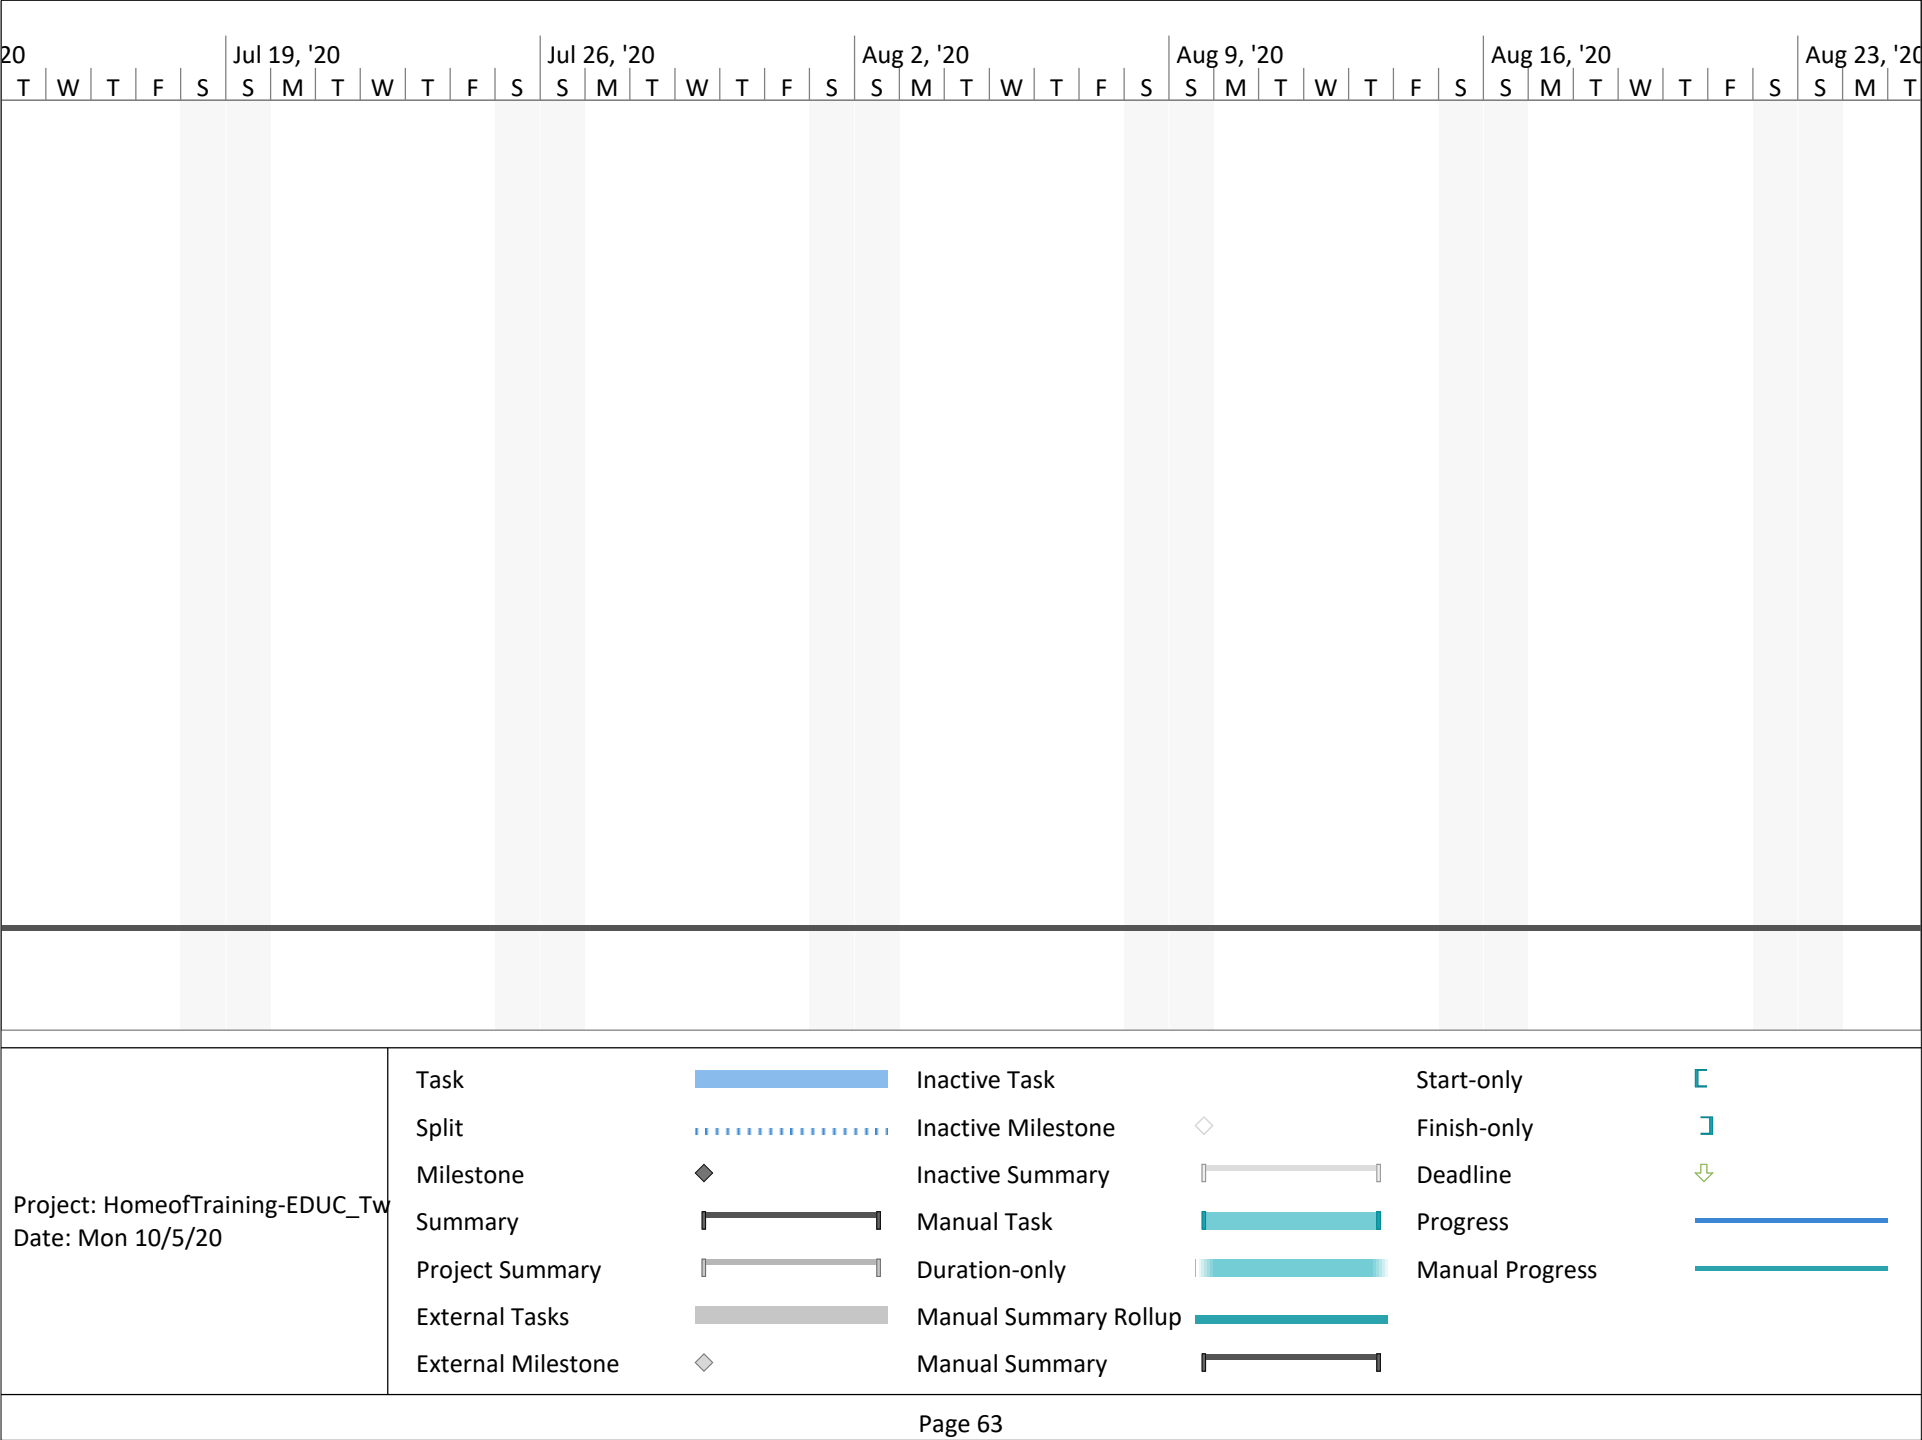 20 Jul 19, '20 Jul 26, '20 Aug 2, '20 Aug 9, '20 Aug 16, '20 Aug 23, '20
T W T F S S M T W T F S S M T W T F S S M T W T F S S M T W T F S S M T W T F S S M T
Task
Split
Milestone
Summary
Project Summary
External Tasks
External Milestone
Inactive Task
Inactive Milestone
Inactive Summary
Manual Task
Duration-only
Manual Summary Rollup
Manual Summary
Start-only
Finish-only
Deadline
Progress
Manual Progress
Project: HomeofTraining-EDUC_Tw
Date: Mon 10/5/20
Page 63